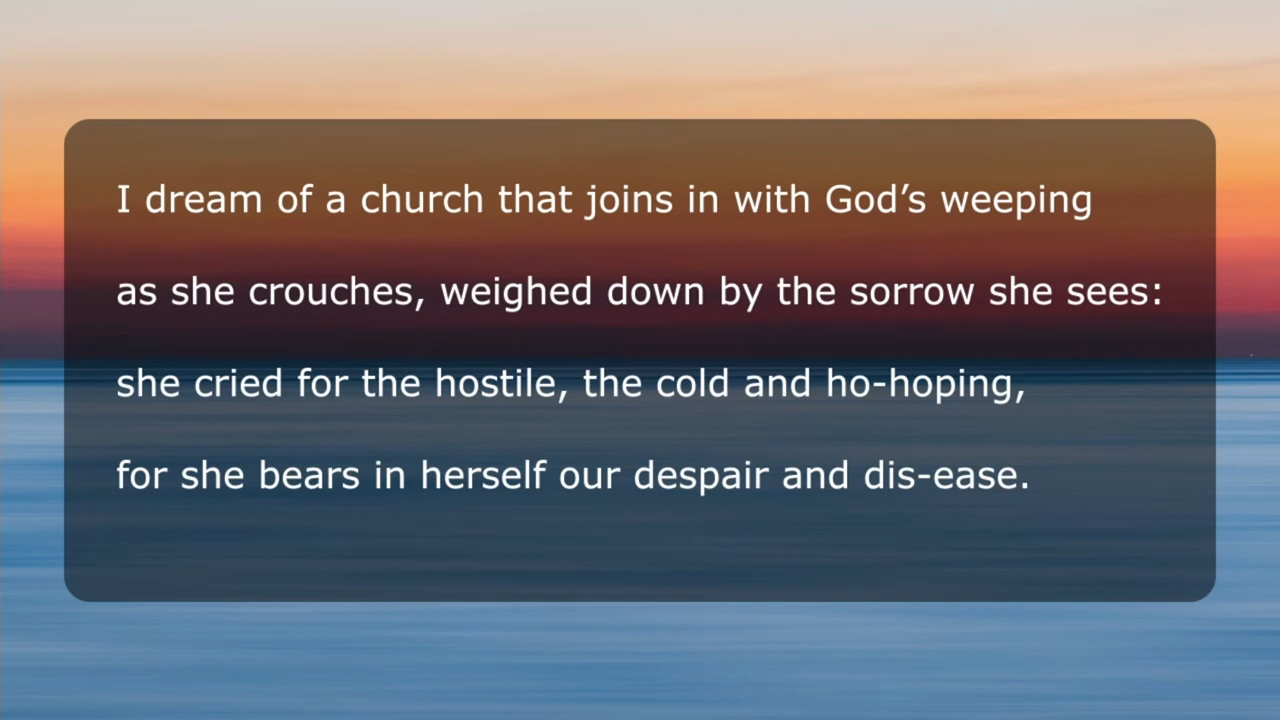 I dream of a church that joins in with God’s weeping
as she crouches, weighed down by the sorrow she sees:
she cried for the hostile, the cold and ho-hoping,
for she bears in herself our despair and dis-ease.